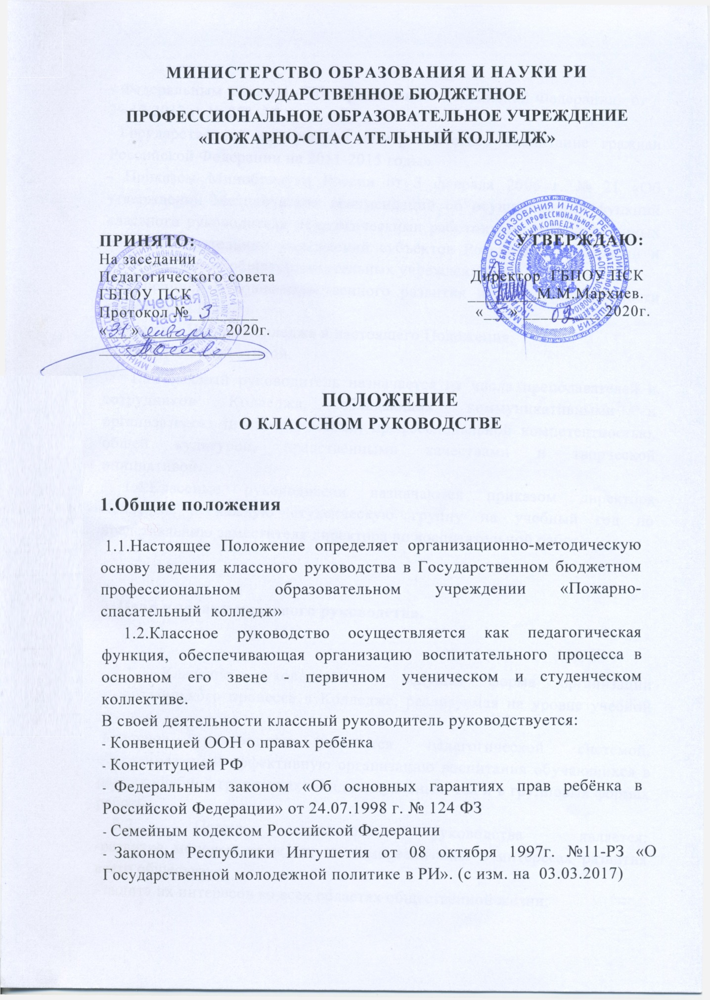 МИНИСТЕРСТВО ОБРАЗОВАНИЯ И НАУКИ РИ
ГОСУДАРСТВЕННОЕ БЮДЖЕТНОЕ
ПРОФЕССИОНАЛЬНОЕ ОБРАЗОВАТЕЛЬНОЕ УЧРЕЖДЕНИЕ
«ПОЖАРНО-СПАСАТЕЛЬНЫЙ КОЛЛЕДЖ»
ПРИНЯТО:
На заседании
Педагогического совета
ГБПОУ ПСК
Протокол № 3
«31» января 2020г.
Учебная
часть
УТВЕРЖДАЮ:
Директор ГБПОУ ПСК
М.М.Мархиев.
«5» 02 2020г.
ПОЛОЖЕНИЕ
О КЛАССНОМ РУКОВОДСТВЕ
1.Общие положения
1.1.Настоящее Положение определяет организационно-методическую
основу ведения классного руководства в Государственном бюджетном
профессиональном образовательном учреждении «Пожарно-
спасательный колледж»
1.2.Классное руководство осуществляется как педагогическая
функция, обеспечивающая организацию воспитательного процесса в
основном его звене - первичном ученическом и студенческом
коллективе.
В своей деятельности классный руководитель руководствуется:
- Конвенцией ООН о правах ребёнка
- Конституцией РФ
- Федеральным законом «Об основных гарантиях прав ребёнка в
Российской Федерации» от 24.07.1998 г. № 124 ФЗ
- Семейным кодексом Российской Федерации
- Законом Республики Ингушетия от 08 октября 1997г. №11-РЗ «О
Государственной молодежной политике в РИ». (с изм. на 03.03.2017)